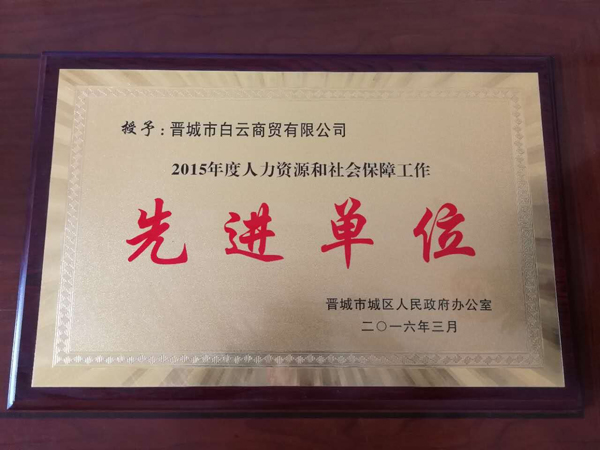 授予：晋城市白云商贸有限公司
2015年度人力资源和社会保障工作
先进单位
晋城市城区人民政府办公室
二〇一六年三月